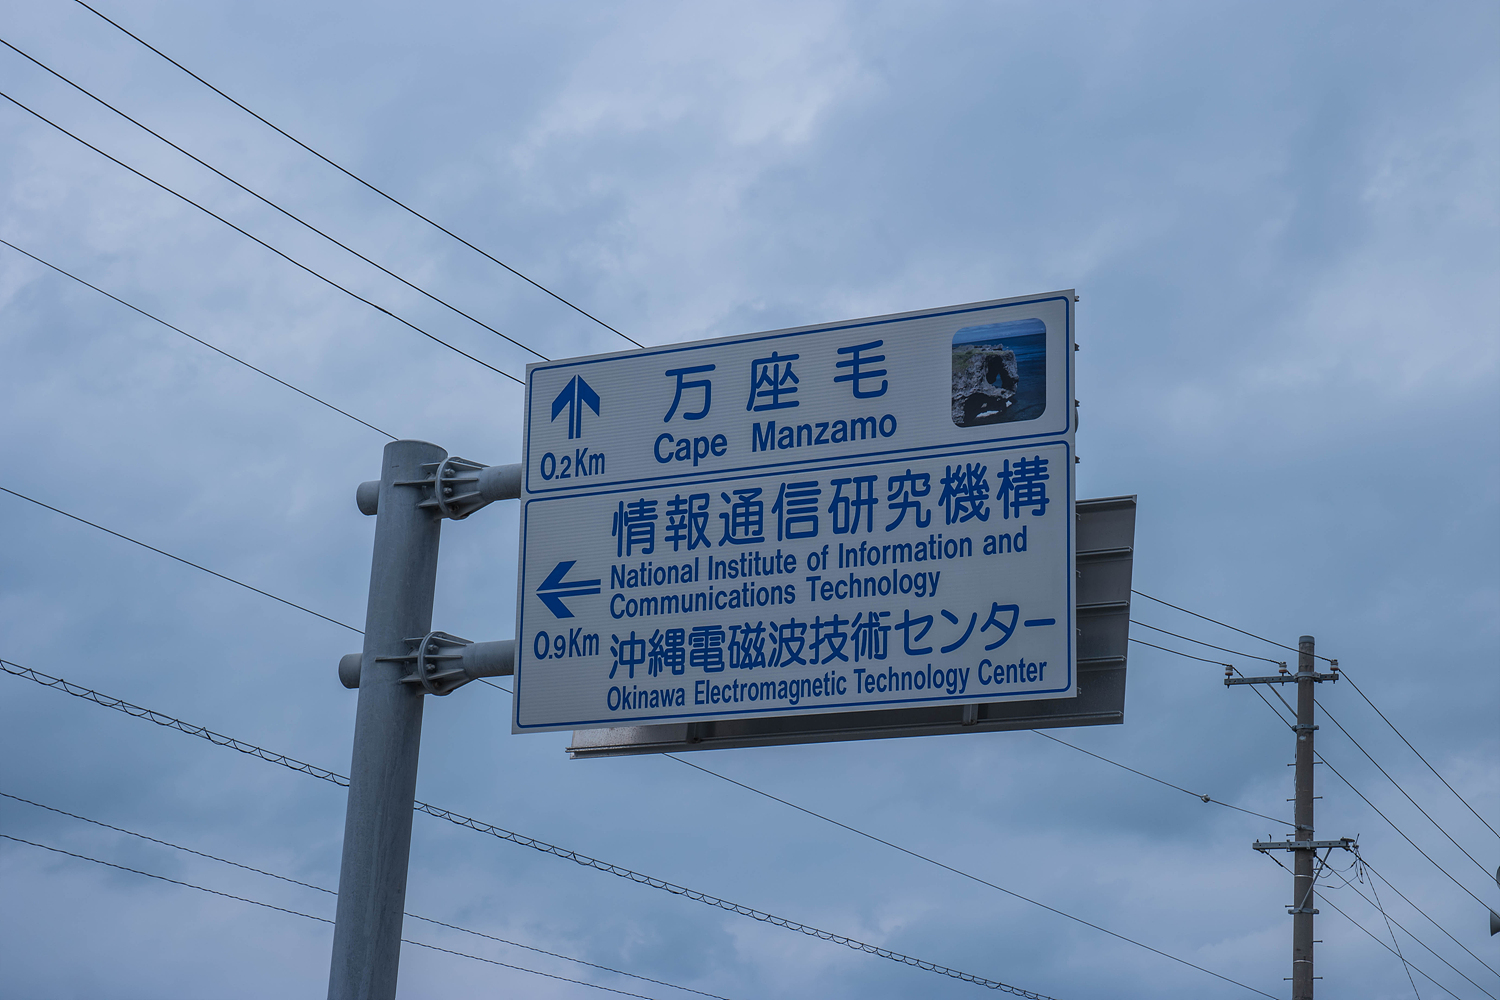 万座毛
Cape Manzamo
0.2Km
情報通信研究機構
National Institute of Information and
Communications Technology
0.9Km
沖縄電磁波技術センター
Okinawa Electromagnetic Technology Center